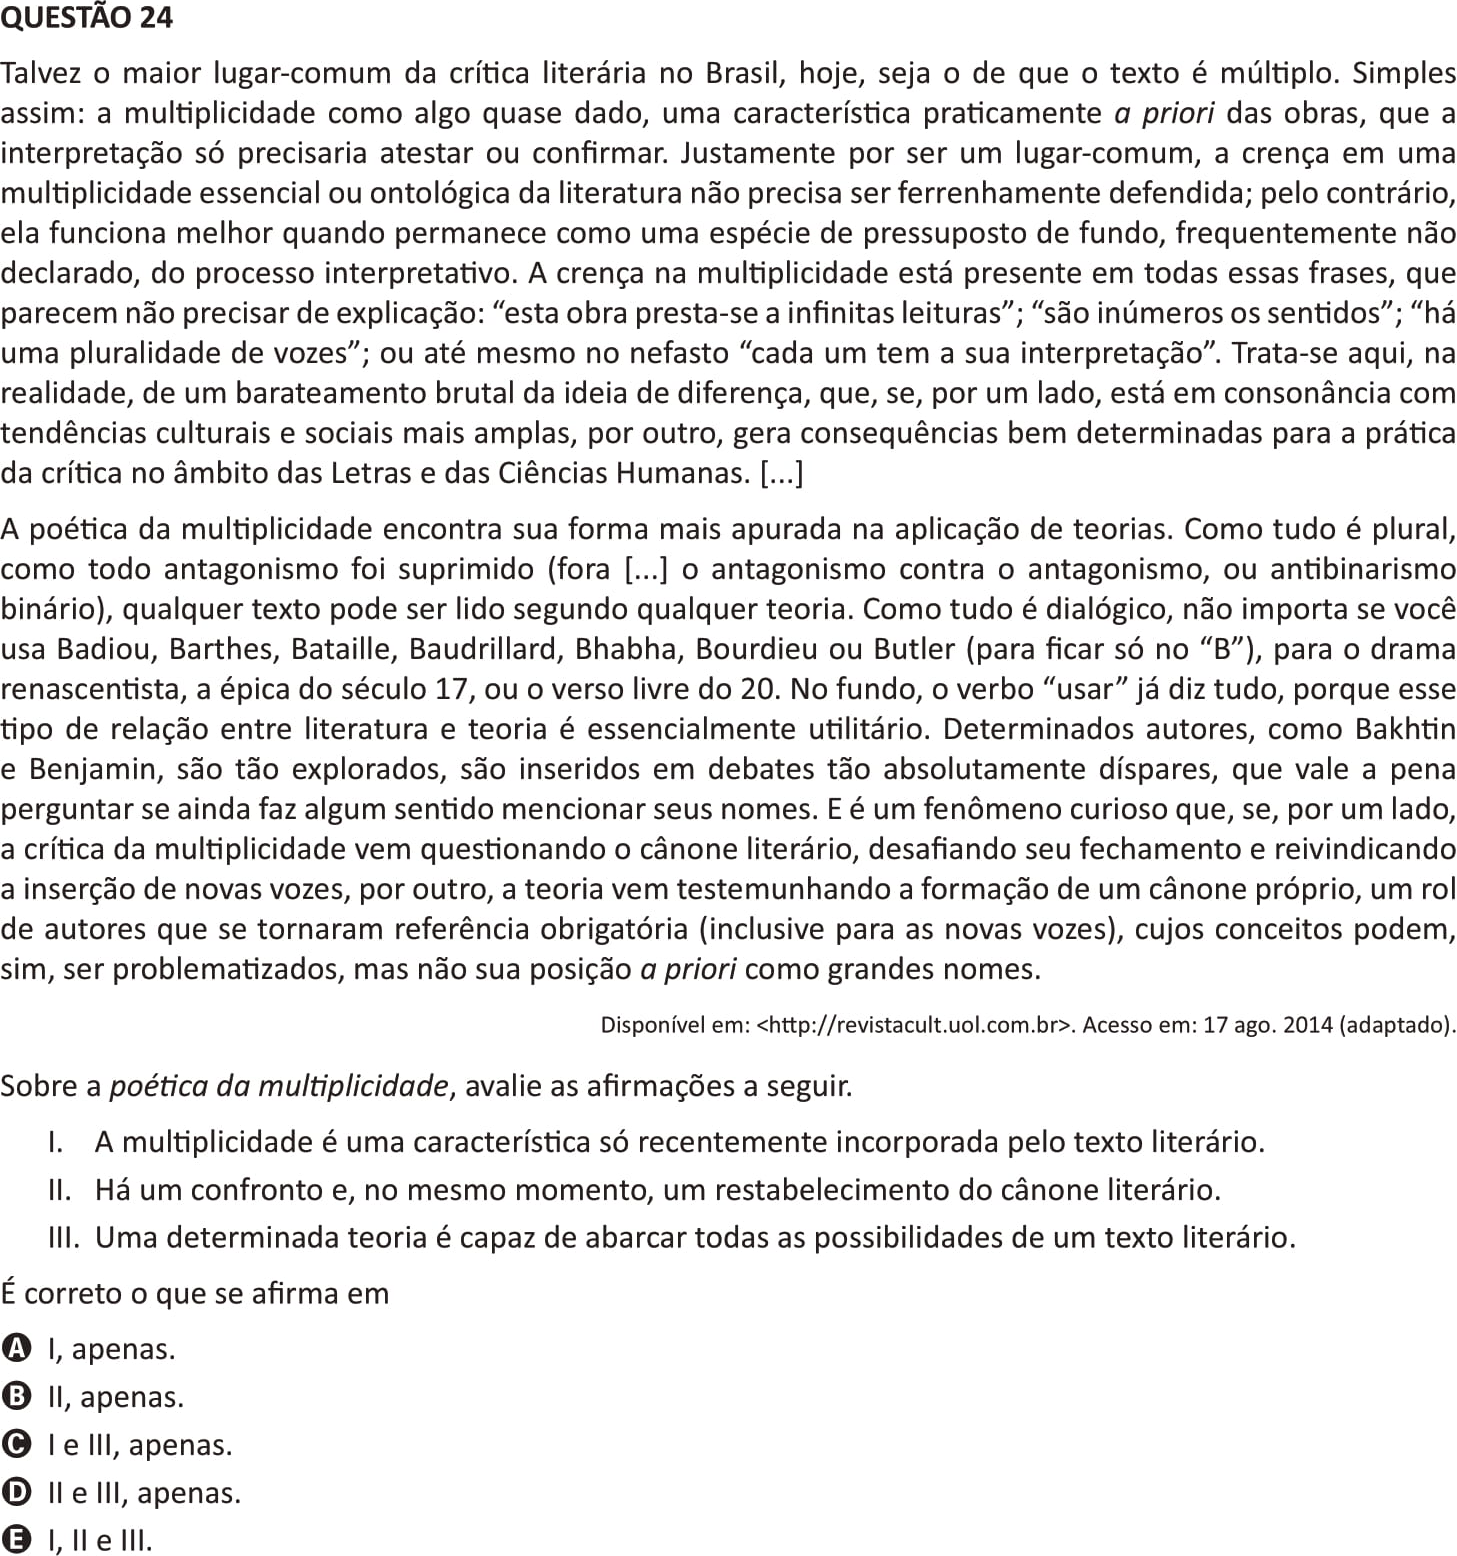 QUESTÃO 24
Talvez o maior lugar-comum da crítica literária no Brasil, hoje, seja o de que o texto é múltiplo. Simples
assim: a multiplicidade como algo quase dado, uma característica praticamente a priori das obras, que a
interpretação só precisaria atestar ou confirmar. Justamente por ser um lugar-comum, a crença em uma
multiplicidade essencial ou ontológica da literatura não precisa ser ferrenhamente defendida; pelo contrário,
ela funciona melhor quando permanece como uma espécie de pressuposto de fundo, frequentemente não
declarado, do processo interpretativo. A crença na multiplicidade está presente em todas essas frases, que
parecem não precisar de explicação: “esta obra presta-se a infinitas leituras”; “são inúmeros os sentidos”; “há
uma pluralidade de vozes”; ou até mesmo no nefasto “cada um tem a sua interpretação”. Trata-se aqui, na
realidade, de um barateamento brutal da ideia de diferença, que, se, por um lado, está em consonância com
tendências culturais e sociais mais amplas, por outro, gera consequências bem determinadas para a prática
da crítica no âmbito das Letras e das Ciências Humanas. [...]
A poética da multiplicidade encontra sua forma mais apurada na aplicação de teorias. Como tudo é plural,
como todo antagonismo foi suprimido (fora [...] o antagonismo contra o antagonismo, ou antibinarismo
binário), qualquer texto pode ser lido segundo qualquer teoria. Como tudo é dialógico, não importa se você
usa Badiou, Barthes, Bataille, Baudrillard, Bhabha, Bourdieu ou Butler (para ficar só no “B”), para o drama
renascentista, a épica do século 17, ou o verso livre do 20. No fundo, o verbo “usar” já diz tudo, porque esse
tipo de relação entre literatura e teoria é essencialmente utilitário. Determinados autores, como Bakhtin
e Benjamin, são tão explorados, são inseridos em debates tão absolutamente díspares, que vale a pena
perguntar se ainda faz algum sentido mencionar seus nomes. E é um fenômeno curioso que, se, por um lado,
a crítica da multiplicidade vem questionando o cânone literário, desafiando seu fechamento e reivindicando
a inserção de novas vozes, por outro, a teoria vem testemunhando a formação de um cânone próprio, um rol
de autores que se tornaram referência obrigatória (inclusive para as novas vozes), cujos conceitos podem,
sim, ser problematizados, mas não sua posição a priori como grandes nomes.
Disponível em: <http://revistacult.uol.com.br>. Acesso em: 17 ago. 2014 (adaptado).
Sobre a poética da multiplicidade, avalie as afirmações a seguir.
I. A multiplicidade é uma característica só recentemente incorporada pelo texto literário.
II. Há um confronto e, no mesmo momento, um restabelecimento do cânone literário.
III. Uma determinada teoria é capaz de abarcar todas as possibilidades de um texto literário.
É correto o que se afirma em
A I, apenas.
B II, apenas.
C I e III, apenas.
D II e III, apenas.
E I, II e III.